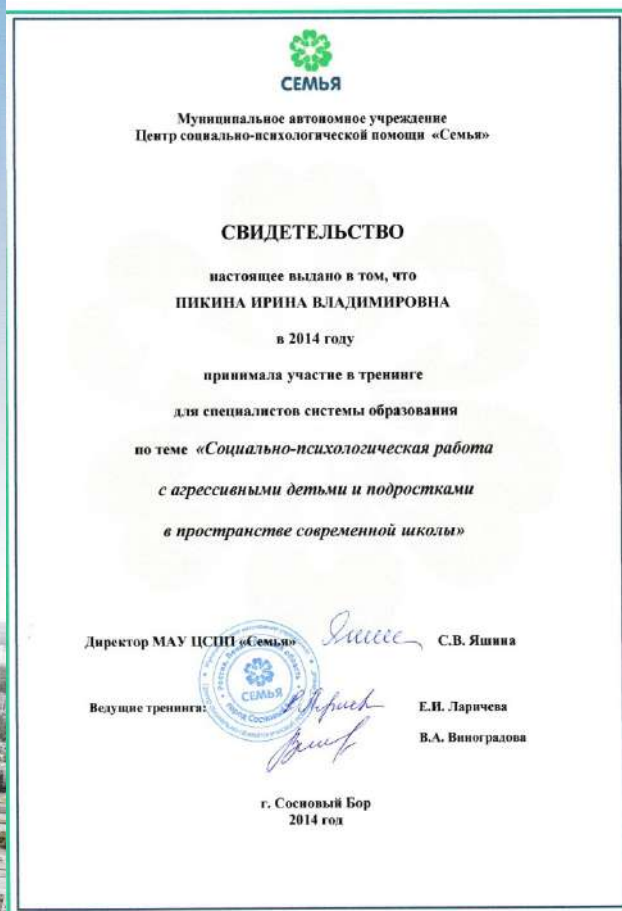 СЕМЬЯ
Муниципальное автономное учреждение
Центр социально-психологической помощи «Семья»
СВИДЕТЕЛЬСТВО
настоящее выдано в том, что
ПИКИНА ИРИНА ВЛАДИМИРОВНА
в 2014 году
принимала участие в тренинге
для специалистов системы образования
по теме «Социально-психологическая работа
с агрессивными детьми и подростками
в пространстве современной школы»
Директор МАУ ЦСПП «Семья» С.В. Яшина
СЕМЬЯ
Ведущие тренинга: Е.И. Ларичева
В.А. Виноградова
г. Сосновый Бор
2014 год